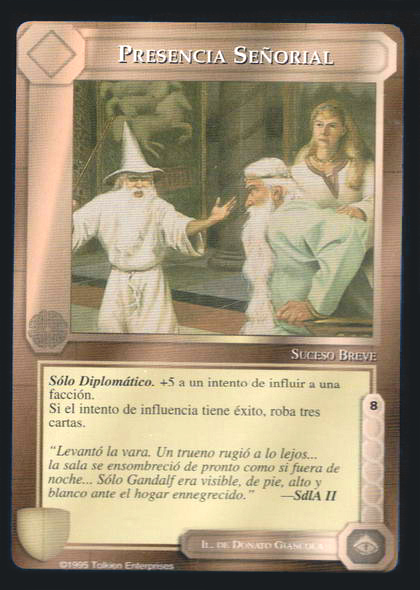 PRESENCIA SEÑORIAL
SUCESO BREVE
Sólo Diplomático. +5 a un intento de influir a una
facción.
Si el intento de influencia tiene éxito, roba tres
cartas.
8
“Levantó la vara. Un trueno rugió a lo lejos...
la sala se ensombreció de pronto como si fuera de
noche... Sólo Gandalf era visible, de pie, alto y
blanco ante el hogar ennegrecido.” —SdlA II
IL. DE DONATO GIANCOLA
©1995 Tolkien Enterprises